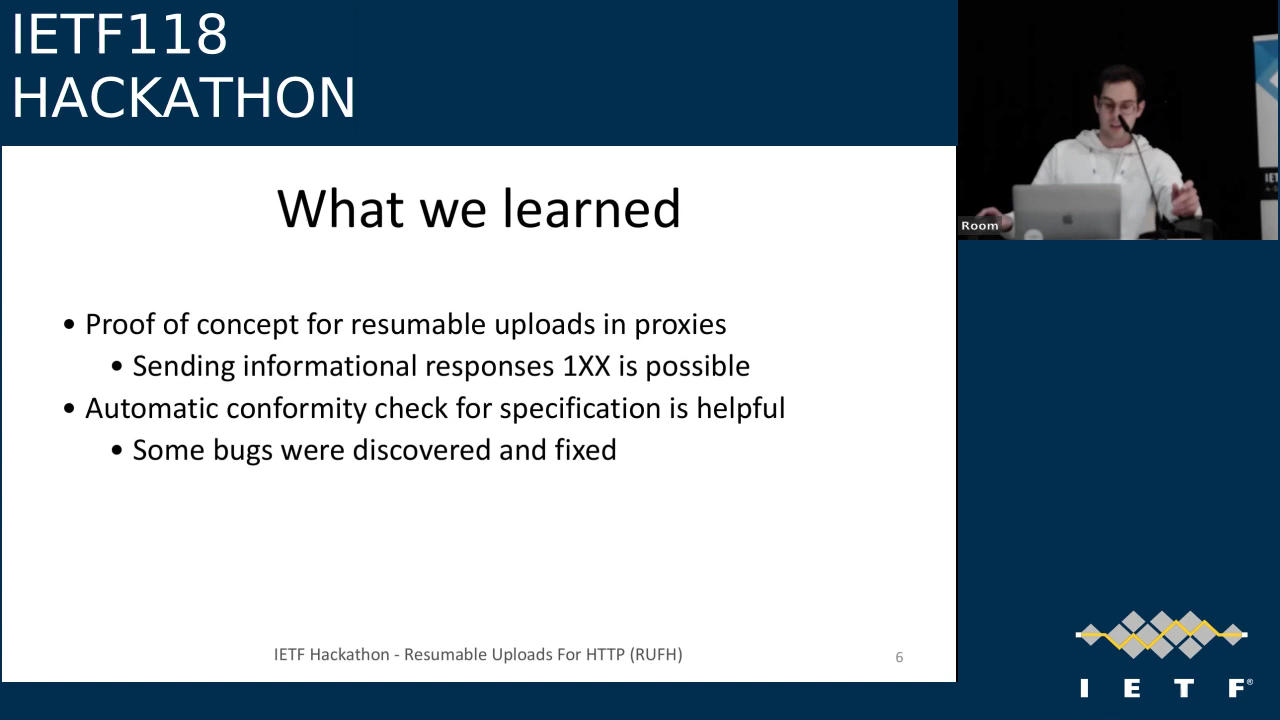 IETF118
HACKATHON
What we learned
• Proof of concept for resumable uploads in proxies
• Sending informational responses 1XX is possible
• Automatic conformity check for specification is helpful
• Some bugs were discovered and fixed
IETF Hackathon - Resumable Uploads For HTTP (RUFH)
6
Room
IET
I E T F®